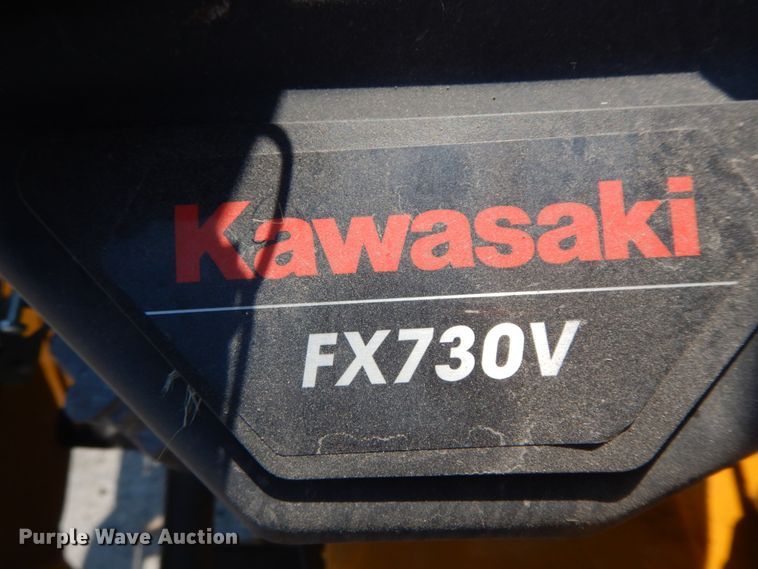 Kawasaki
FX730V
Purple Wave Auction